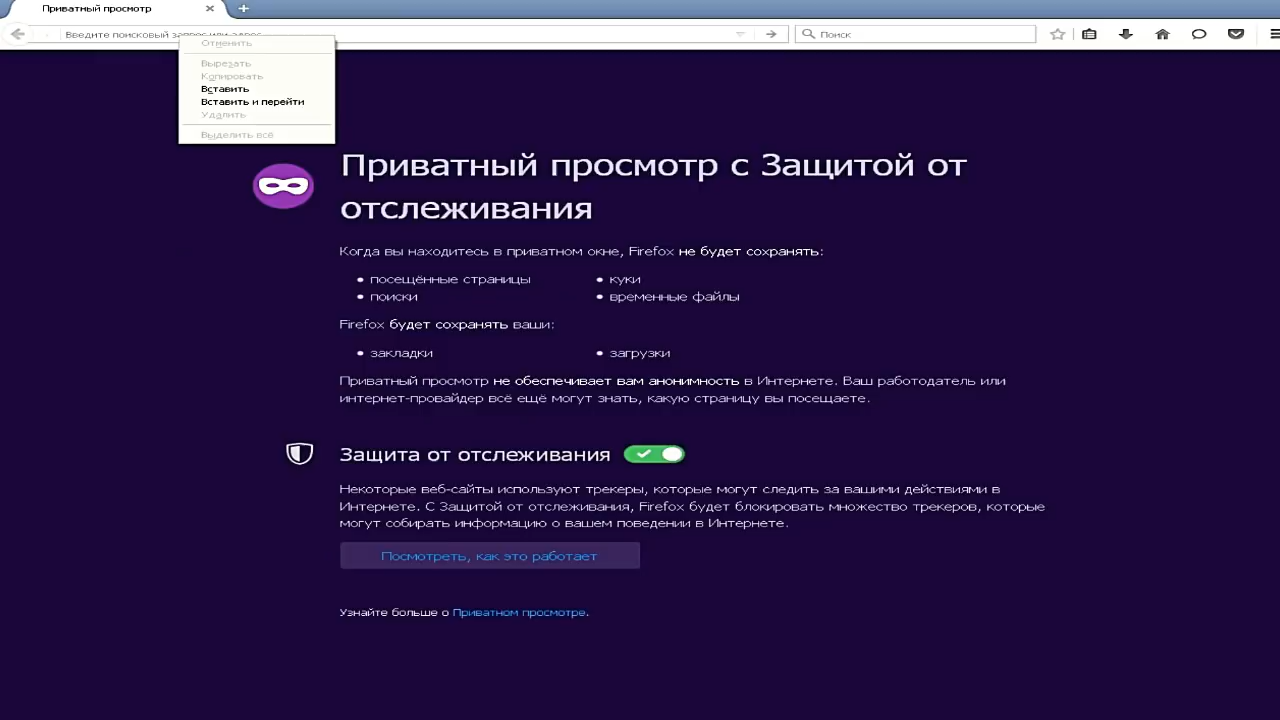 Приватный просмотр
Введите поисковый запрос или адрес
Поиск
Отменить
Вырезать
Копировать
Вставить
Вставить и перейти
Удалить
Выделить всё
Приватный просмотр с Защитой от
отслеживания
Когда вы находитесь в приватном окне, Firefox не будет сохранять:
• посещённые страницы • куки
• поиски • временные файлы
Firefox будет сохранять ваши:
• закладки • загрузки
Приватный просмотр не обеспечивает вам анонимность в Интернете. Ваш работодатель или
интернет-провайдер всё ещё могут знать, какую страницу вы посещаете.
Защита от отслеживания
Некоторые веб-сайты используют трекеры, которые могут следить за вашими действиями в
Интернете. С Защитой от отслеживания, Firefox будет блокировать множество трекеров, которые
могут собирать информацию о вашем поведении в Интернете.
Посмотреть, как это работает
Узнайте больше о Приватном просмотре.